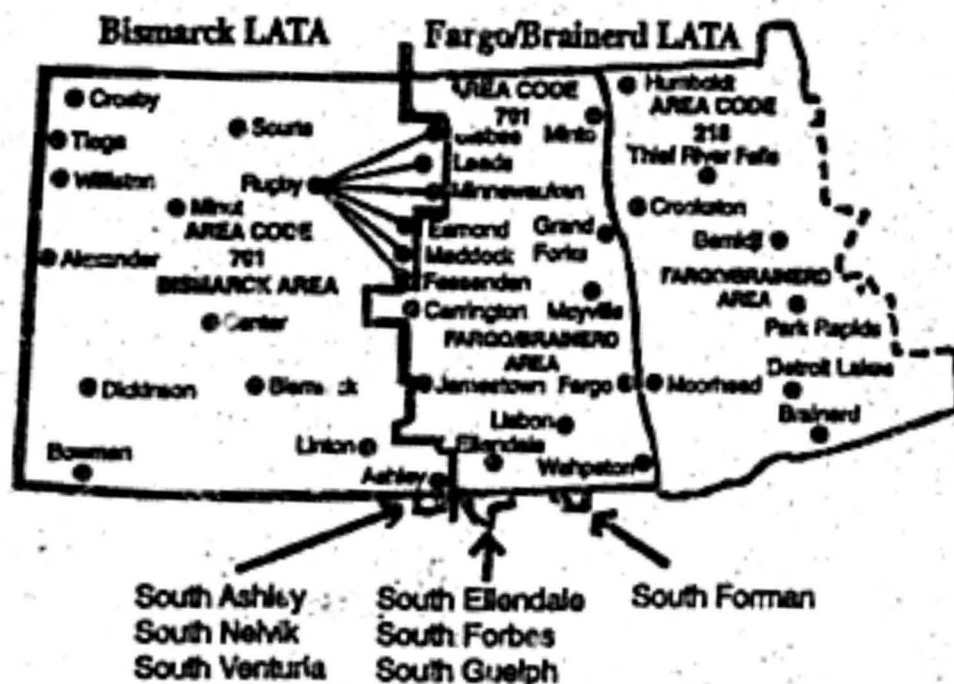 Bismarck LATA
Fargo/Brainerd LATA
Crosby
Tioga
Williston
Souris
Rugby
Minot
AREA CODE
701
BISMARCK AREA
Alexander
Center
Dickinson
Bismarck
Bowman
Linton
Ashley
AREA CODE
701
Minto
Leeds
Minnewauken
Esmond
Maddock
Fessenden
Grand
Forks
Carrington
Mayville
FARGO/BRAINERD
AREA
Jamestown
Fargo
Lisbon
Ellendale
Wahpeton
Humboldt
AREA CODE
218
Thief River Falls
Crookston
Bemidji
FARGO/BRAINERD
AREA
Park Rapids
Moorhead
Detroit Lakes
Brainerd
South Ashley
South Nelvik
South Venturia
South Ellendale
South Forbes
South Guelph
South Forman